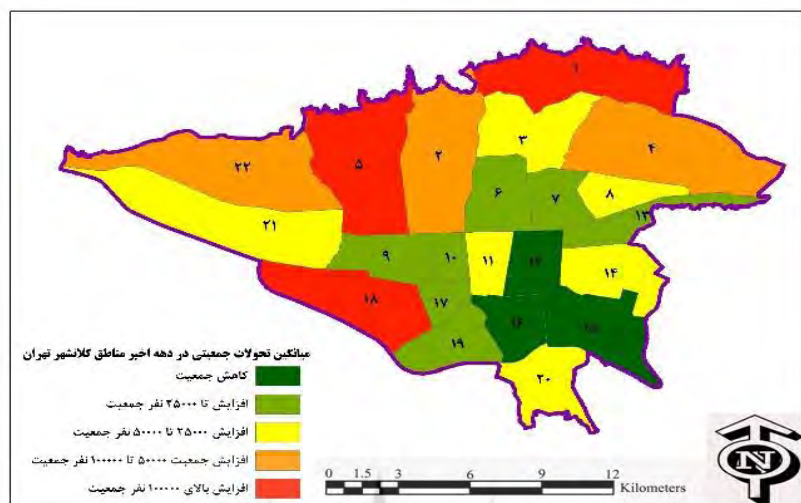 ۱
۲
۳
۴
۵
۶
۷
۸
۲۲
۱۳
۲۱
۹
۱۰
۱۱
۱۲
۱۴
۱۸
۱۷
۱۶
۱۵
۱۹
۲۰
میانگین تحولات جمعیتی در دهه اخیر مناطق کلانشهر تهران
کاهش جمعیت
افزایش تا ۲۵۰۰۰ نفر جمعیت
افزایش ۲۵۰۰۰ تا ۵۰۰۰۰ نفر جمعیت
افزایش جمعیت ۵۰۰۰۰ تا ۱۰۰۰۰۰ نفر جمعیت
افزایش بالای ۱۰۰۰۰۰ نفر جمعیت
0 1.5 3 6 9 12
Kilometers
N